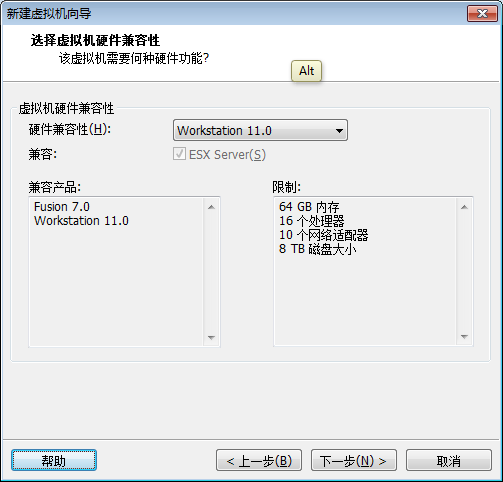 新建虚拟机向导
选择虚拟机硬件兼容性
该虚拟机需要何种硬件功能?
Alt
虚拟机硬件兼容性
硬件兼容性(H):
Workstation 11.0
兼容:
ESX Server(S)
兼容产品:
限制:
Fusion 7.0
Workstation 11.0
64 GB 内存
16 个处理器
10 个网络适配器
8 TB 磁盘大小
帮助
< 上一步(B)
下一步(N) >
取消